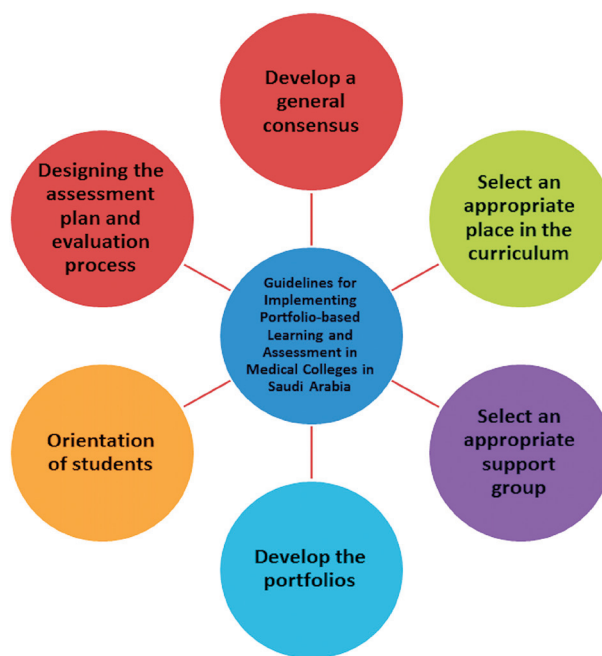 Develop a
general
consensus
Select an
appropriate
place in the
curriculum
Select an
appropriate
support
group
Develop the
portfolios
Orientation
of students
Designing the
assessment
plan and
evaluation
process
Guidelines for
Implementing
Portfolio-based
Learning and
Assessment in
Medical Colleges in
Saudi Arabia